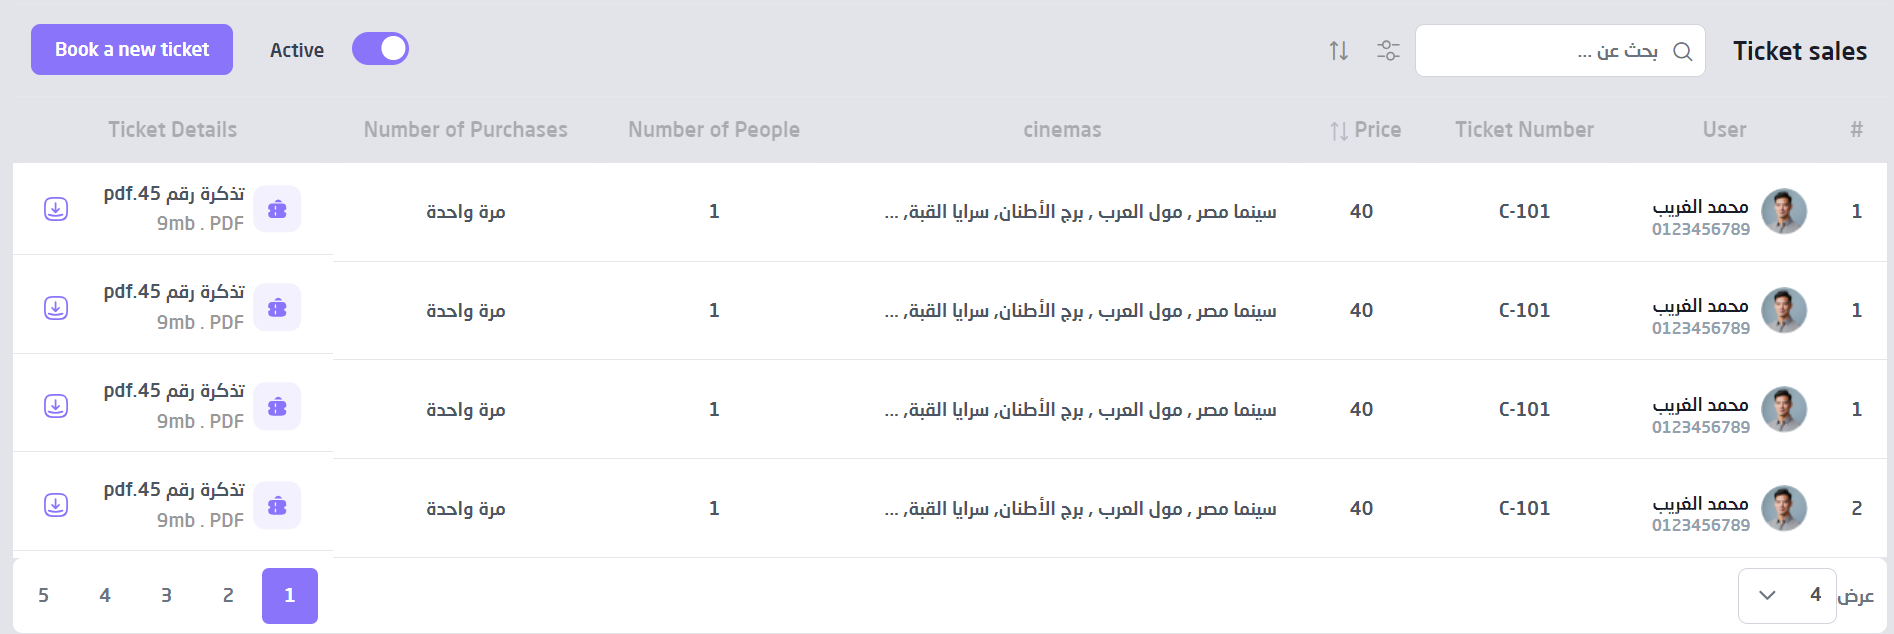 Ticket sales
بحث عن ...
Active
Book a new ticket
# User Ticket Number Price cinemas Number of People Number of Purchases Ticket Details
1 محمد الغريب 0123456789 C-101 40 سينما مصر , مول العرب , برج الأطنان, سرايا القبة, ... 1 مرة واحدة تذكرة رقم 45.pdf
9mb . PDF
1 محمد الغريب 0123456789 C-101 40 سينما مصر , مول العرب , برج الأطنان, سرايا القبة, ... 1 مرة واحدة تذكرة رقم 45.pdf
9mb . PDF
1 محمد الغريب 0123456789 C-101 40 سينما مصر , مول العرب , برج الأطنان, سرايا القبة, ... 1 مرة واحدة تذكرة رقم 45.pdf
9mb . PDF
2 محمد الغريب 0123456789 C-101 40 سينما مصر , مول العرب , برج الأطنان, سرايا القبة, ... 1 مرة واحدة تذكرة رقم 45.pdf
9mb . PDF
عرض 4
1 2 3 4 5